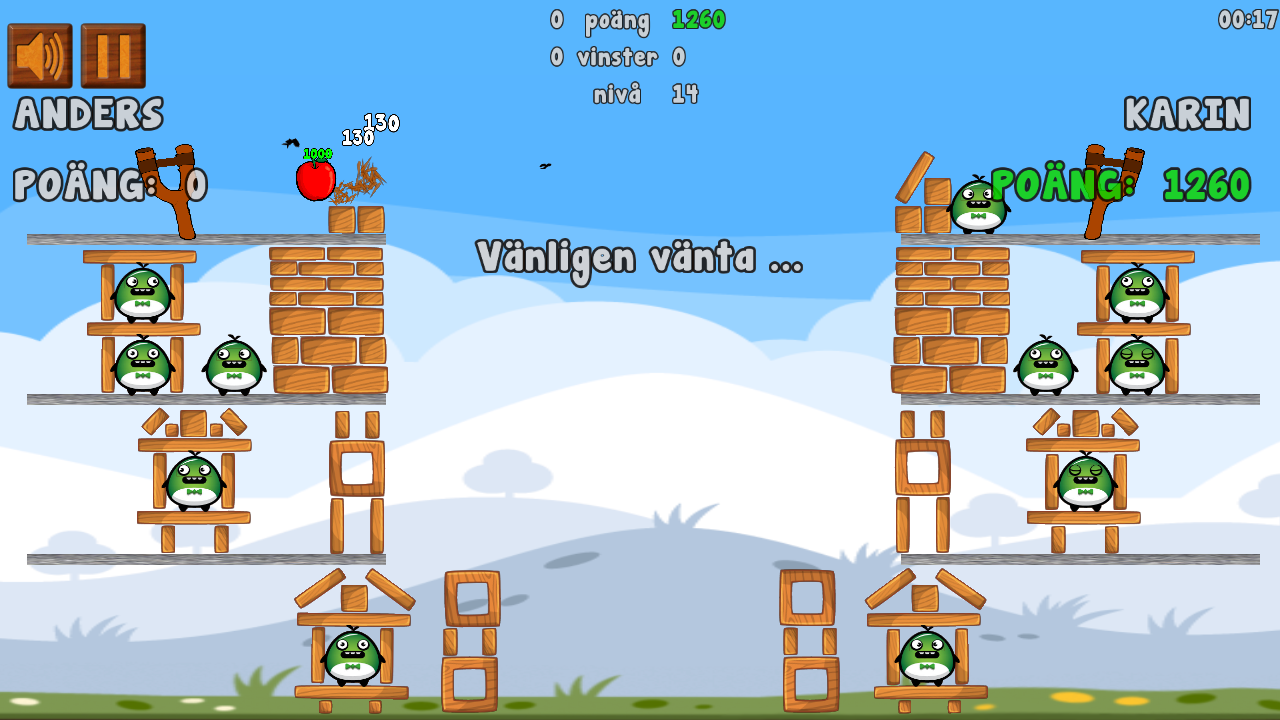 0 poäng 1260
00:17
0 vinster 0
nivå 14
ANDERS
KARIN
130
130
1000
POÄNG: 0
POÄNG: 1260
Vänligen vänta ...